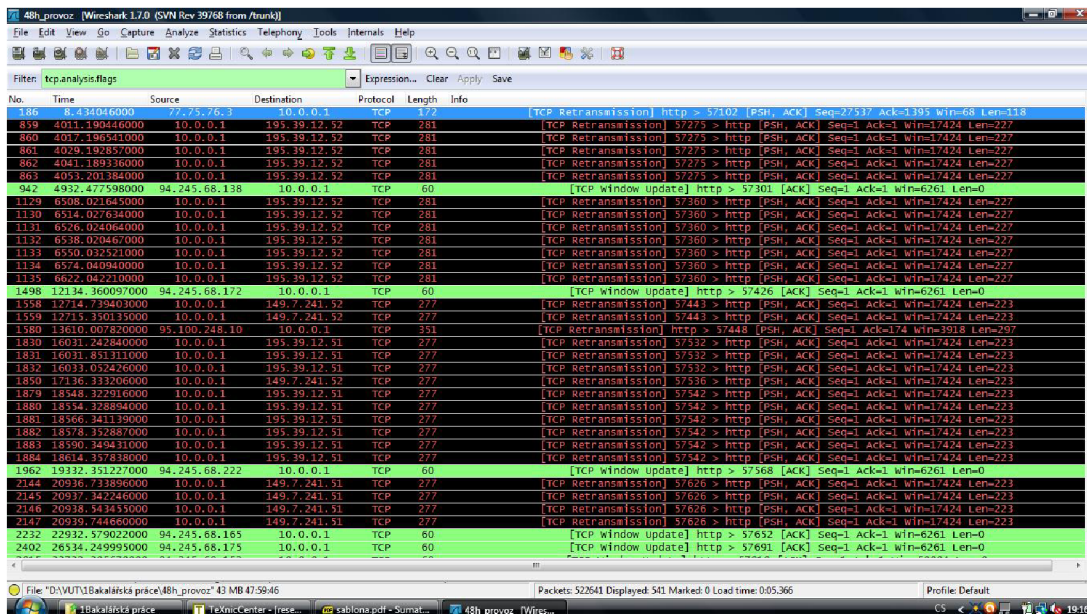 48h_provoz [Wireshark 1.7.0 (SVN Rev 39768 from /trunk)]
File Edit View Go Capture Analyze Statistics Telephony Tools Internals Help
Filter: tcp.analysis.flags Expression... Clear Apply Save
No. Time Source Destination Protocol Length Info
186 8.434046000 77.75.76.3 10.0.0.1 TCP 172 [TCP Retransmission] http > 57102 [PSH, ACK] Seq=27537 Ack=1395 Win=68 Len=118
859 4011.190446000 10.0.0.1 195.39.12.52 TCP 281 [TCP Retransmission] 57275 > http [PSH, ACK] Seq=1 Ack=1 Win=17424 Len=227
860 4017.196541000 10.0.0.1 195.39.12.52 TCP 281 [TCP Retransmission] 57275 > http [PSH, ACK] Seq=1 Ack=1 Win=17424 Len=227
861 4029.192857000 10.0.0.1 195.39.12.52 TCP 281 [TCP Retransmission] 57275 > http [PSH, ACK] Seq=1 Ack=1 Win=17424 Len=227
862 4041.189336000 10.0.0.1 195.39.12.52 TCP 281 [TCP Retransmission] 57275 > http [PSH, ACK] Seq=1 Ack=1 Win=17424 Len=227
863 4053.201384000 10.0.0.1 195.39.12.52 TCP 281 [TCP Retransmission] 57275 > http [PSH, ACK] Seq=1 Ack=1 Win=17424 Len=227
942 4932.477598000 94.245.68.138 10.0.0.1 TCP 60 [TCP Window Update] http > 57301 [ACK] Seq=1 Ack=1 Win=6261 Len=0
1129 6508.021645000 10.0.0.1 195.39.12.52 TCP 281 [TCP Retransmission] 57360 > http [PSH, ACK] Seq=1 Ack=1 Win=17424 Len=227
1130 6514.027634000 10.0.0.1 195.39.12.52 TCP 281 [TCP Retransmission] 57360 > http [PSH, ACK] Seq=1 Ack=1 Win=17424 Len=227
1131 6526.024064000 10.0.0.1 195.39.12.52 TCP 281 [TCP Retransmission] 57360 > http [PSH, ACK] Seq=1 Ack=1 Win=17424 Len=227
1132 6538.020467000 10.0.0.1 195.39.12.52 TCP 281 [TCP Retransmission] 57360 > http [PSH, ACK] Seq=1 Ack=1 Win=17424 Len=227
1133 6550.032521000 10.0.0.1 195.39.12.52 TCP 281 [TCP Retransmission] 57360 > http [PSH, ACK] Seq=1 Ack=1 Win=17424 Len=227
1134 6574.040940000 10.0.0.1 195.39.12.52 TCP 281 [TCP Retransmission] 57360 > http [PSH, ACK] Seq=1 Ack=1 Win=17424 Len=227
1135 6622.042210000 10.0.0.1 195.39.12.52 TCP 281 [TCP Retransmission] 57360 > http [PSH, ACK] Seq=1 Ack=1 Win=17424 Len=227
1498 12134.360097000 94.245.68.172 10.0.0.1 TCP 60 [TCP Window Update] http > 57426 [ACK] Seq=1 Ack=1 Win=6261 Len=0
1558 12714.739403000 10.0.0.1 149.7.241.52 TCP 277 [TCP Retransmission] 57443 > http [PSH, ACK] Seq=1 Ack=1 Win=17424 Len=223
1559 12715.350135000 10.0.0.1 149.7.241.52 TCP 277 [TCP Retransmission] 57443 > http [PSH, ACK] Seq=1 Ack=1 Win=17424 Len=223
1580 13610.007820000 95.100.248.10 10.0.0.1 TCP 351 [TCP Retransmission] http > 57448 [PSH, ACK] Seq=1 Ack=174 Win=3918 Len=297
1830 16031.242840000 10.0.0.1 195.39.12.51 TCP 277 [TCP Retransmission] 57532 > http [PSH, ACK] Seq=1 Ack=1 Win=17424 Len=223
1831 16031.851311000 10.0.0.1 195.39.12.51 TCP 277 [TCP Retransmission] 57532 > http [PSH, ACK] Seq=1 Ack=1 Win=17424 Len=223
1832 16033.052426000 10.0.0.1 195.39.12.51 TCP 277 [TCP Retransmission] 57532 > http [PSH, ACK] Seq=1 Ack=1 Win=17424 Len=223
1850 17136.333206000 10.0.0.1 149.7.241.52 TCP 277 [TCP Retransmission] 57536 > http [PSH, ACK] Seq=1 Ack=1 Win=17424 Len=223
1879 18548.322916000 10.0.0.1 195.39.12.51 TCP 277 [TCP Retransmission] 57542 > http [PSH, ACK] Seq=1 Ack=1 Win=17424 Len=223
1880 18554.328894000 10.0.0.1 195.39.12.51 TCP 277 [TCP Retransmission] 57542 > http [PSH, ACK] Seq=1 Ack=1 Win=17424 Len=223
1881 18566.341139000 10.0.0.1 195.39.12.51 TCP 277 [TCP Retransmission] 57542 > http [PSH, ACK] Seq=1 Ack=1 Win=17424 Len=223
1882 18578.352887000 10.0.0.1 195.39.12.51 TCP 277 [TCP Retransmission] 57542 > http [PSH, ACK] Seq=1 Ack=1 Win=17424 Len=223
1883 18590.349431000 10.0.0.1 195.39.12.51 TCP 277 [TCP Retransmission] 57542 > http [PSH, ACK] Seq=1 Ack=1 Win=17424 Len=223
1884 18614.357838000 10.0.0.1 195.39.12.51 TCP 277 [TCP Retransmission] 57542 > http [PSH, ACK] Seq=1 Ack=1 Win=17424 Len=223
1962 19332.351227000 94.245.68.222 10.0.0.1 TCP 60 [TCP Window Update] http > 57568 [ACK] Seq=1 Ack=1 Win=6261 Len=0
2144 20936.733896000 10.0.0.1 149.7.241.51 TCP 277 [TCP Retransmission] 57626 > http [PSH, ACK] Seq=1 Ack=1 Win=17424 Len=223
2145 20937.342246000 10.0.0.1 149.7.241.51 TCP 277 [TCP Retransmission] 57626 > http [PSH, ACK] Seq=1 Ack=1 Win=17424 Len=223
2146 20938.543455000 10.0.0.1 149.7.241.51 TCP 277 [TCP Retransmission] 57626 > http [PSH, ACK] Seq=1 Ack=1 Win=17424 Len=223
2147 20939.744660000 10.0.0.1 149.7.241.51 TCP 277 [TCP Retransmission] 57626 > http [PSH, ACK] Seq=1 Ack=1 Win=17424 Len=223
2232 22932.579022000 94.245.68.165 10.0.0.1 TCP 60 [TCP Window Update] http > 57652 [ACK] Seq=1 Ack=1 Win=6261 Len=0
2402 26534.249995000 94.245.68.175 10.0.0.1 TCP 60 [TCP Window Update] http > 57691 [ACK] Seq=1 Ack=1 Win=6261 Len=0
File: "D:\VUT\1Bakalářská práce\48h_provoz" 43 MB 47:59:46 Packets: 522641 Displayed: 541 Marked: 0 Load time: 0:05.366 Profile: Default
1Bakalářská práce TeXnicCenter - [rese... sablona.pdf - Sumat... 48h_provoz [Wires... CS 19:16